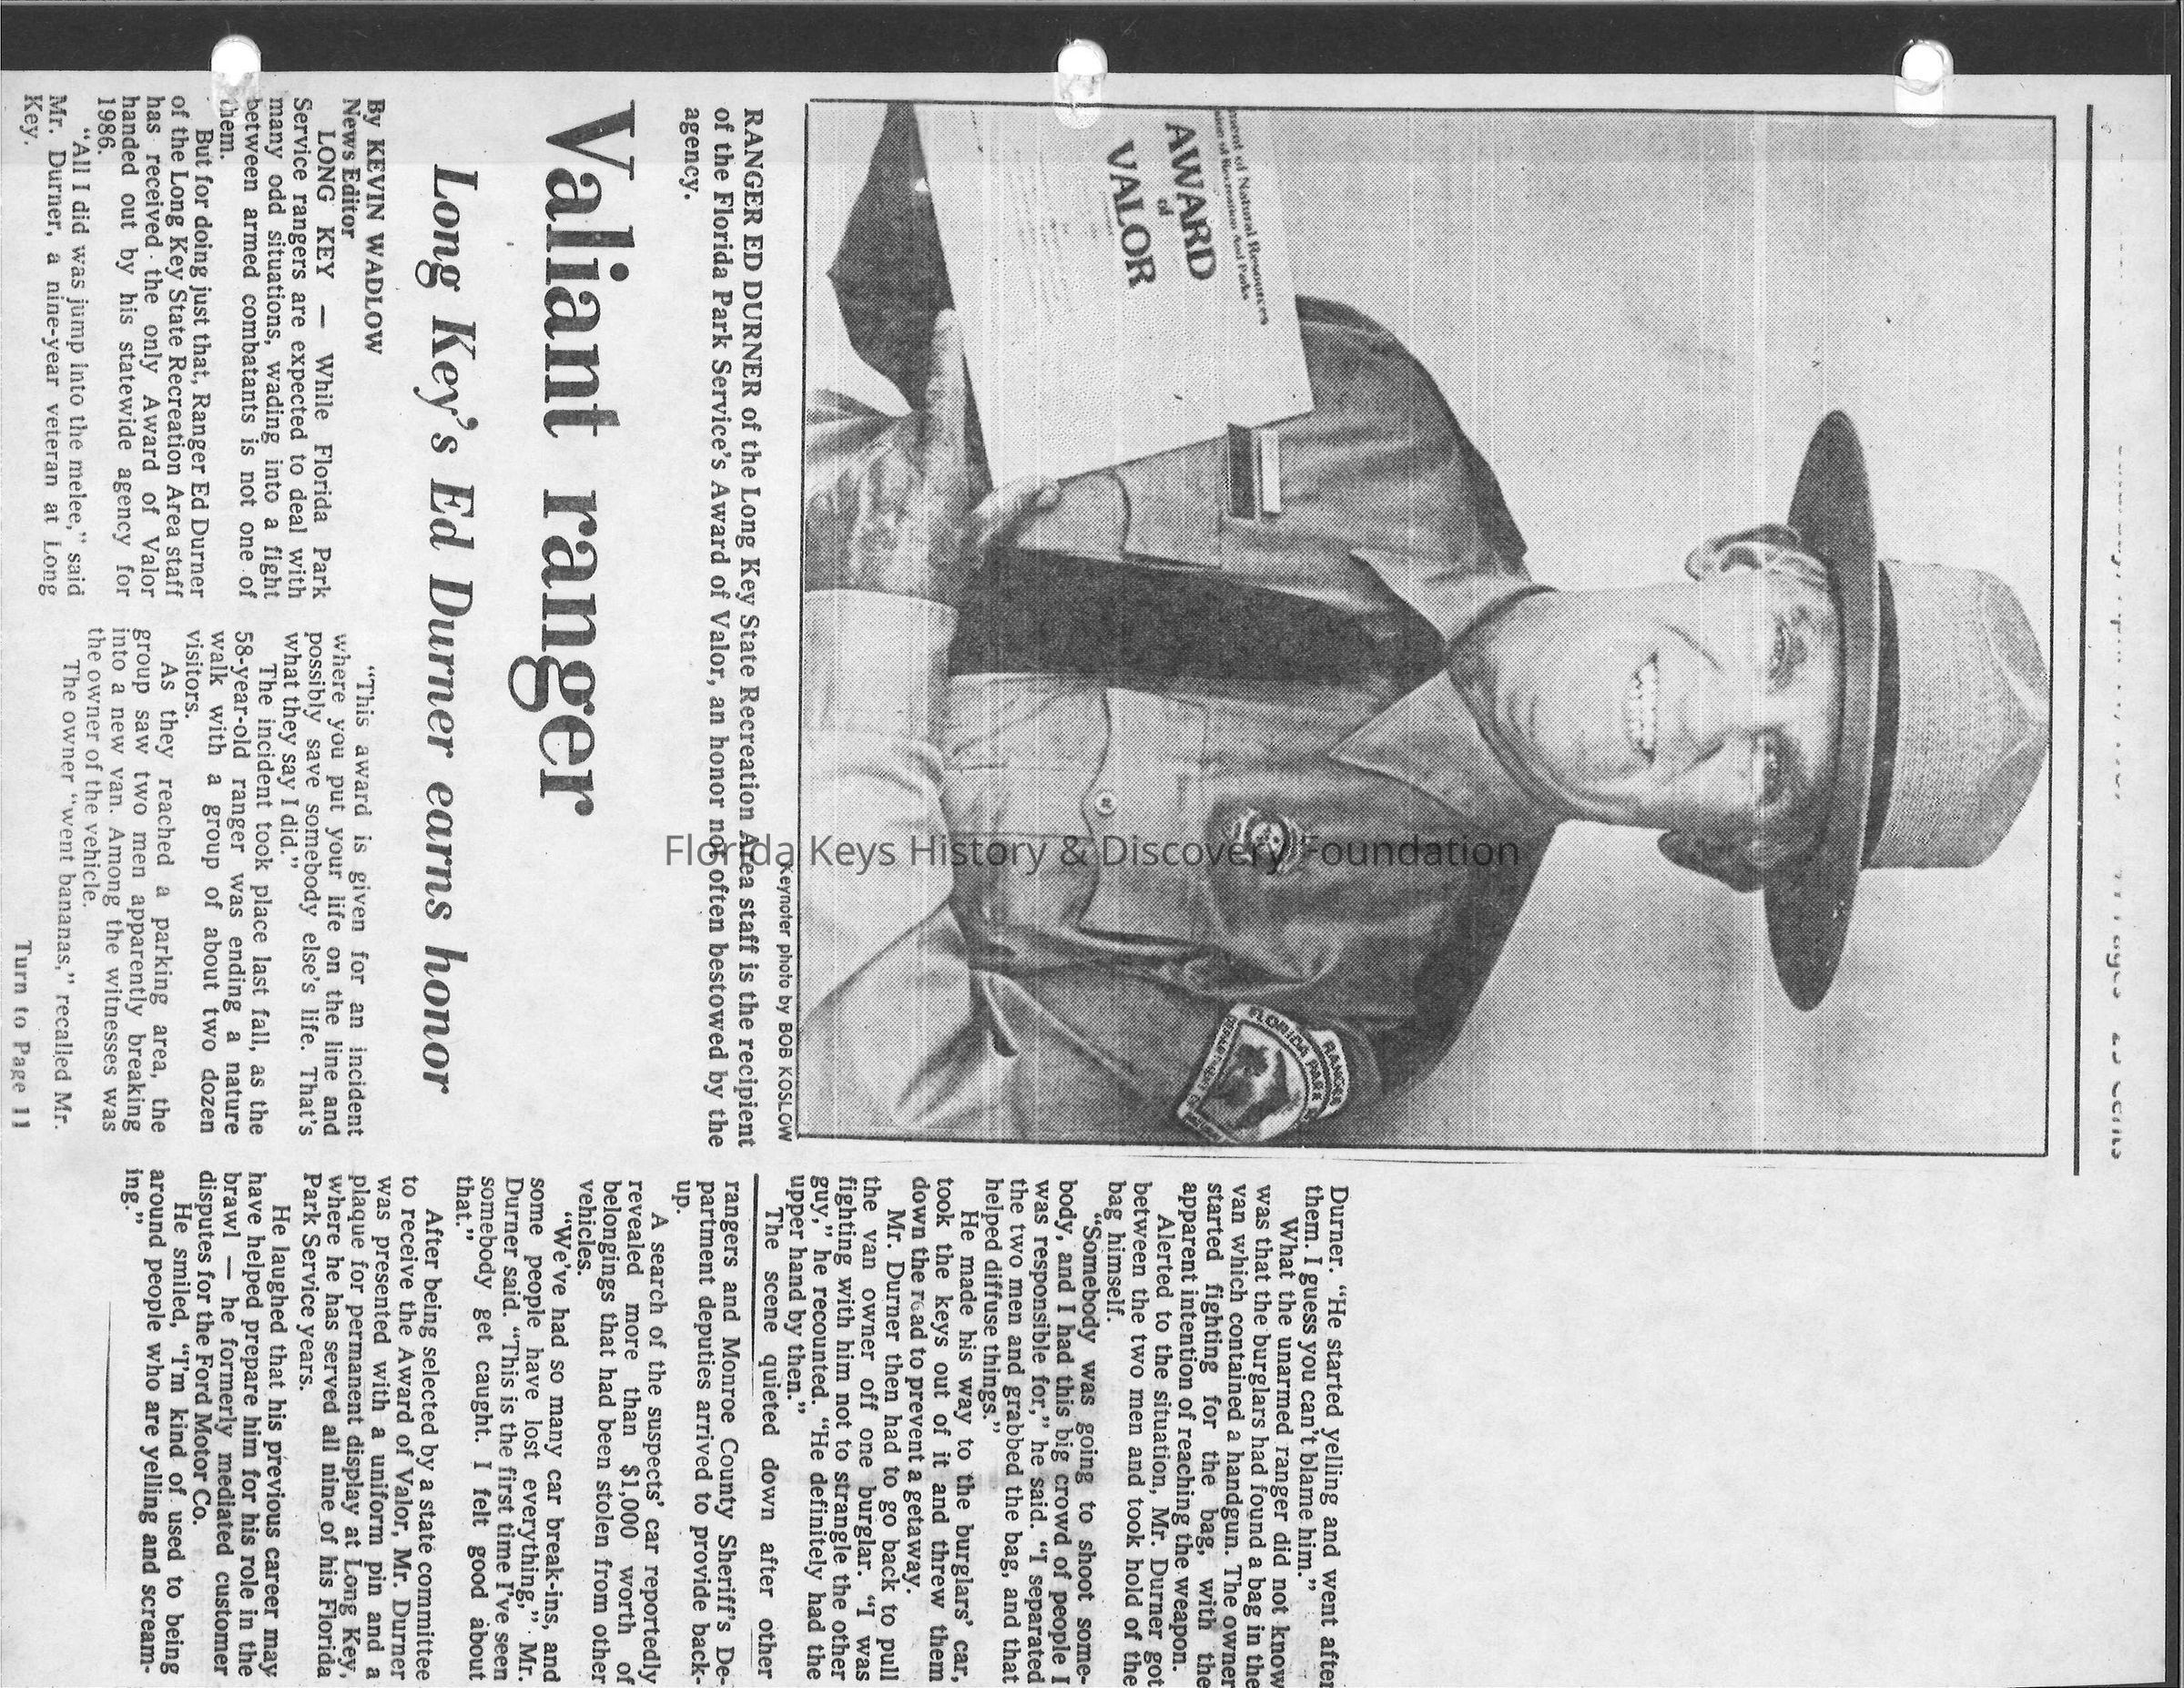 ment of Natural Resources
sion of Recreation And Parks
AWARD
of
VALOR
RANGER
FLORIDA PARK
Keynoter photo by BOB KOSLOW
RANGER ED DURNER of the Long Key State Recreation Area staff is the recipient
of the Florida Park Service's Award of Valor, an honor not often bestowed by the
agency.
Valiant ranger
Long Key's Ed Durner earns honor
By KEVIN WADLOW
News Editor
LONG KEY — While Florida Park
Service rangers are expected to deal with
many odd situations, wading into a fight
between armed combatants is not one of
them.
But for doing just that, Ranger Ed Durner
of the Long Key State Recreation Area staff
has received the only Award of Valor
handed out by his statewide agency for
1986.
"All I did was jump into the melee," said
Mr. Durner, a nine-year veteran at Long
Key.
"This award is given for an incident
where you put your life on the line and
possibly save somebody else's life. That's
what they say I did."
The incident took place last fall, as the
58-year-old ranger was ending a nature
walk with a group of about two dozen
visitors.
As they reached a parking area, the
group saw two men apparently breaking
into a new van. Among the witnesses was
the owner of the vehicle.
The owner "went bananas," recalled Mr.
Turn to Page 11
Durner. "He started yelling and went after
them. I guess you can't blame him."
What the unarmed ranger did not know
was that the burglars had found a bag in the
van which contained a handgun. The owner
started fighting for the bag, with the
apparent intention of reaching the weapon.
Alerted to the situation, Mr. Durner got
between the two men and took hold of the
bag himself.
"Somebody was going to shoot some-
body, and I had this big crowd of people I
was responsible for," he said. "I separated
the two men and grabbed the bag, and that
helped diffuse things."
He made his way to the burglars' car,
took the keys out of it and threw them
down the road to prevent a getaway.
Mr. Durner then had to go back to pull
the van owner off one burglar. "I was
fighting with him not to strangle the other
guy," he recounted. "He definitely had the
upper hand by then."
The scene quieted down after other
rangers and Monroe County Sheriff's De-
partment deputies arrived to provide back-
up.
A search of the suspects' car reportedly
revealed more than $1,000 worth of
belongings that had been stolen from other
vehicles.
"We've had so many car break-ins, and
some people have lost everything," Mr.
Durner said. "This is the first time I've seen
somebody get caught. I felt good about
that."
After being selected by a state committee
to receive the Award of Valor, Mr. Durner
was presented with a uniform pin and a
plaque for permanent display at Long Key,
where he has served all nine of his Florida
Park Service years.
He laughed that his previous career may
have helped prepare him for his role in the
brawl — he formerly mediated customer
disputes for the Ford Motor Co.
He smiled, "I'm kind of used to being
around people who are yelling and scream-
ing."
Florida Keys History & Discovery Foundation